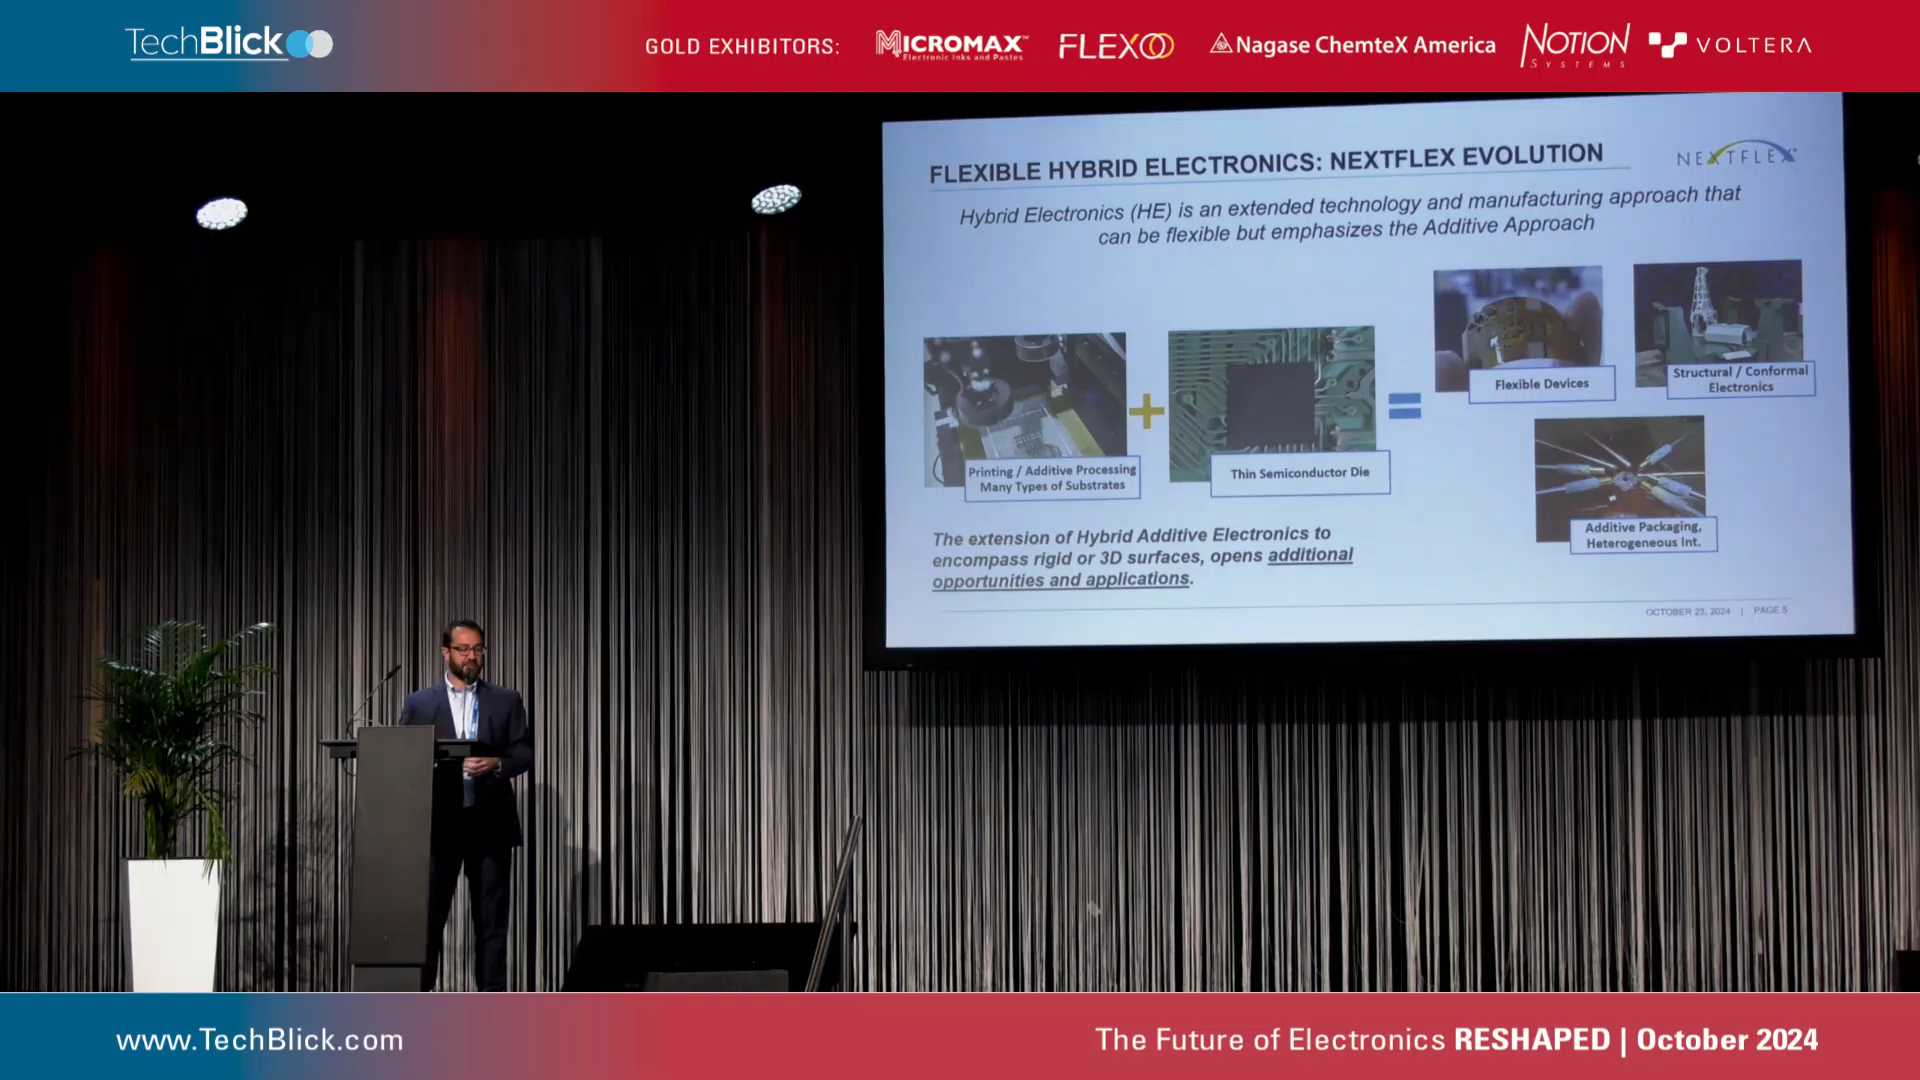 TechBlick
GOLD EXHIBITORS:
MICROMAX™
Electronic Inks and Pastes
FLEXOO
Nagase ChemteX America
NOTION
SYSTEMS
VOLTERA
FLEXIBLE HYBRID ELECTRONICS: NEXTFLEX EVOLUTION
NEXTFLEX
Hybrid Electronics (HE) is an extended technology and manufacturing approach that
can be flexible but emphasizes the Additive Approach
Printing / Additive Processing
Many Types of Substrates
Thin Semiconductor Die
Flexible Devices
Structural / Conformal
Electronics
Additive Packaging,
Heterogeneous Int.
The extension of Hybrid Additive Electronics to
encompass rigid or 3D surfaces, opens additional
opportunities and applications.
OCTOBER 23, 2024 | PAGE 5
www.TechBlick.com
The Future of Electronics RESHAPED | October 2024